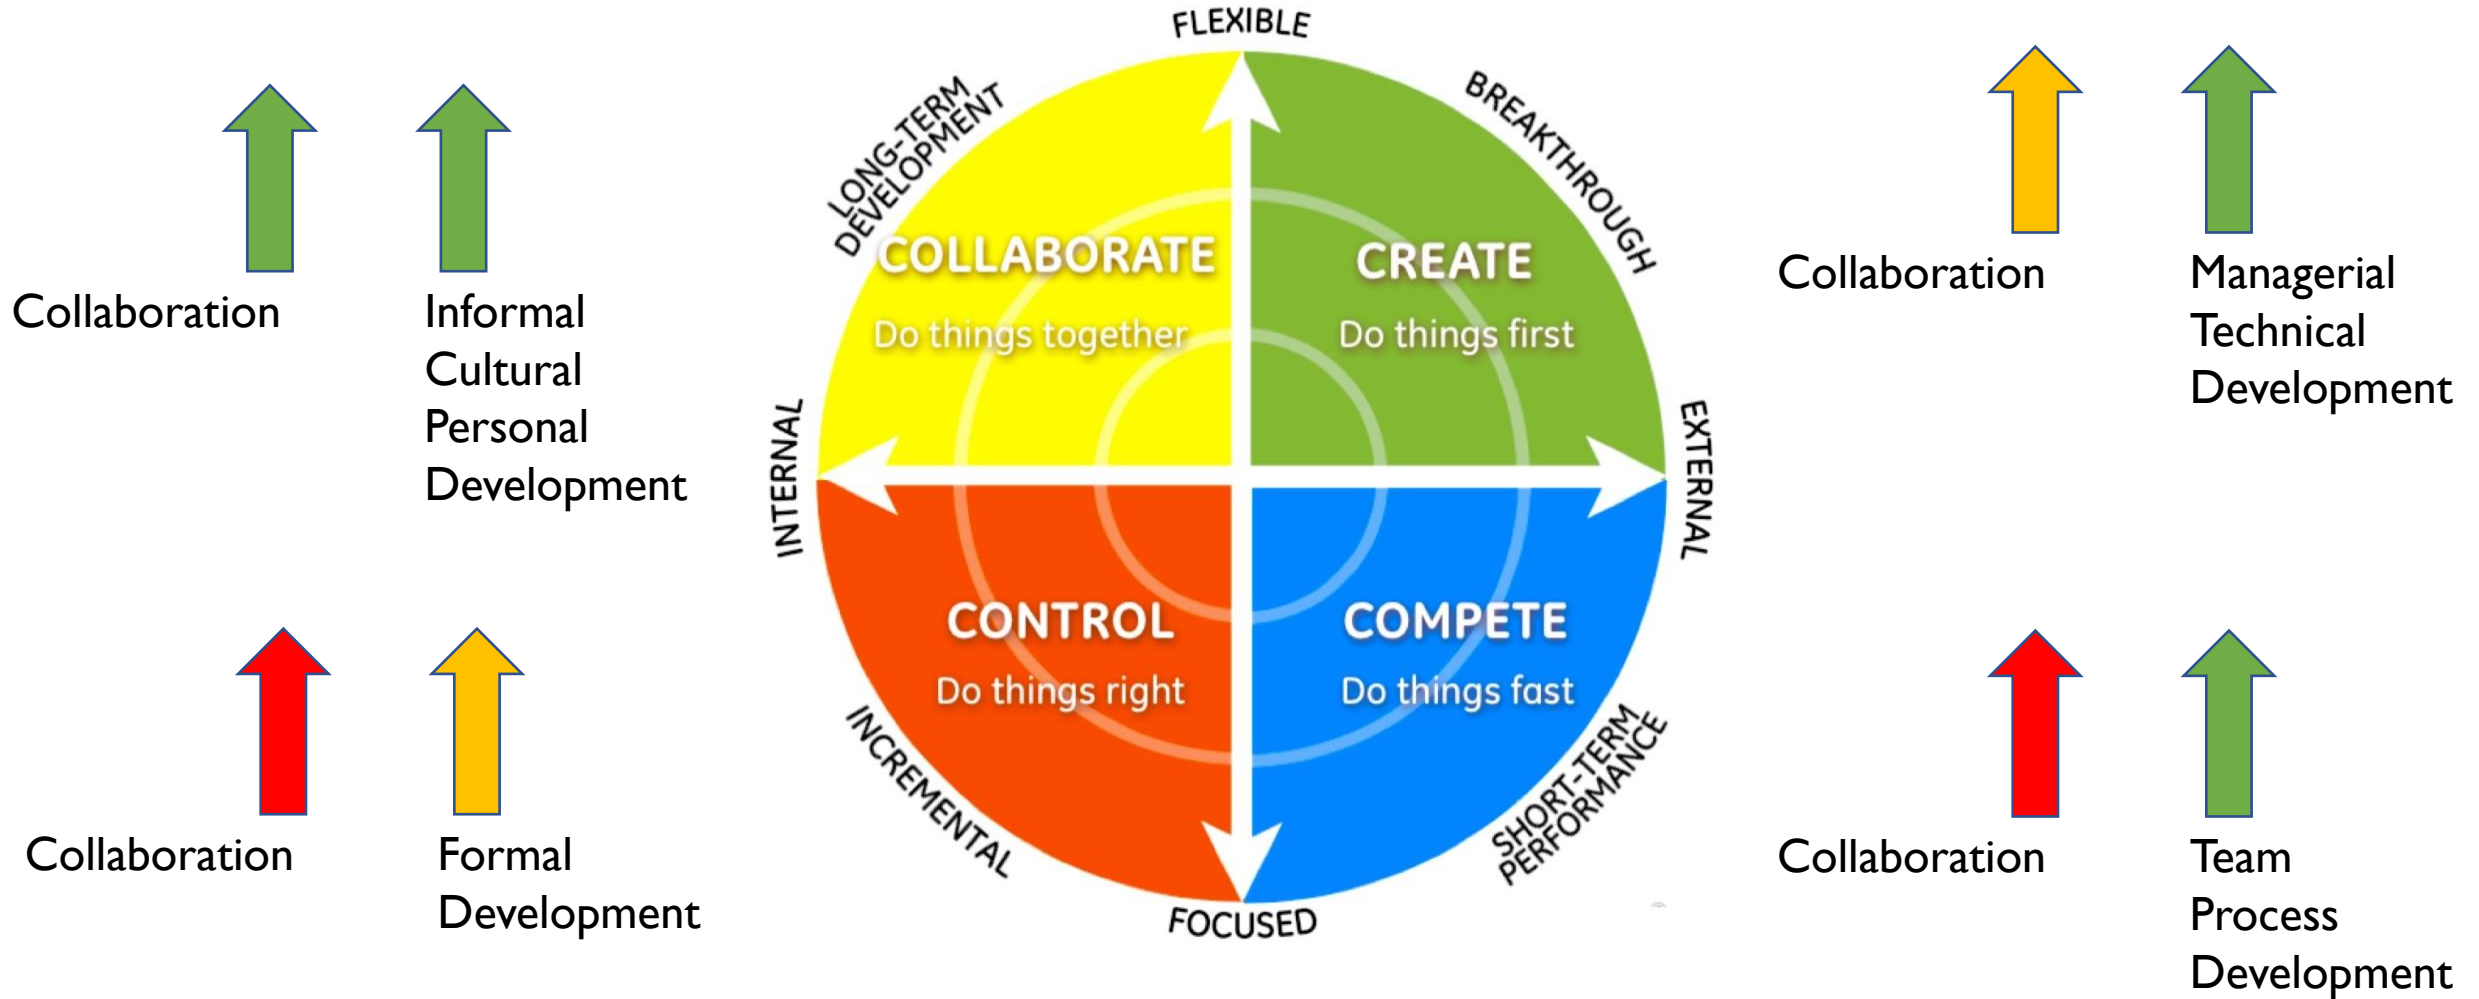 FLEXIBLE
LONG-TERM
DEVELOPMENT
BREAKTHROUGH
COLLABORATE
Do things together
CREATE
Do things first
INTERNAL
EXTERNAL
CONTROL
Do things right
COMPETE
Do things fast
INCREMENTAL
SHORT-TERM
PERFORMANCE
FOCUSED
Collaboration
Informal
Cultural
Personal
Development
Collaboration
Managerial
Technical
Development
Collaboration
Formal
Development
Collaboration
Team
Process
Development